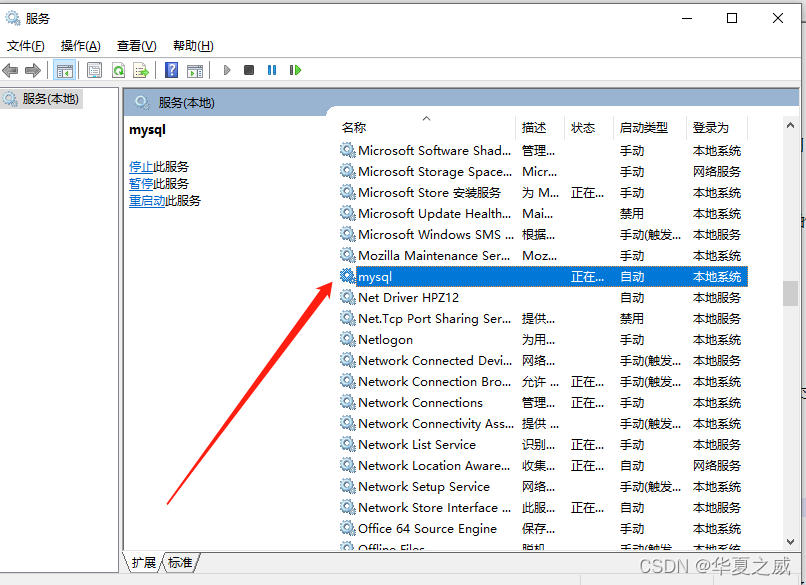 服务
文件(F) 操作(A) 查看(V) 帮助(H)
服务(本地)
服务(本地)
mysql
停止此服务
暂停此服务
重启动此服务
名称 描述 状态 启动类型 登录为
Microsoft Software Shad... 管理... 手动 本地系统
Microsoft Storage Space... Micr... 手动 网络服务
Microsoft Store 安装服务 为 M... 正在... 手动 本地系统
Microsoft Update Health... Mai... 禁用 本地系统
Microsoft Windows SMS ... 根据... 手动(触发... 本地服务
Mozilla Maintenance Ser... Moz... 手动 本地系统
mysql 正在... 自动 本地系统
Net Driver HPZ12 自动 本地服务
Net.Tcp Port Sharing Ser... 提供... 禁用 本地服务
Netlogon 为用... 手动 本地系统
Network Connected Devi... 网络... 手动(触发... 本地服务
Network Connection Bro... 允许 ... 正在... 手动(触发... 本地系统
Network Connections 管理... 正在... 手动 本地系统
Network Connectivity Ass... 提供 ... 手动(触发... 本地系统
Network List Service 识别... 正在... 手动 本地服务
Network Location Aware... 收集... 正在... 自动 网络服务
Network Setup Service 网络... 手动(触发... 本地系统
Network Store Interface ... 此服... 正在... 自动 本地服务
Office 64 Source Engine 保存... 手动 本地系统
Offline Files 脱机... 手动(触发... 本地系统
扩展 标准
CSDN @华夏之威